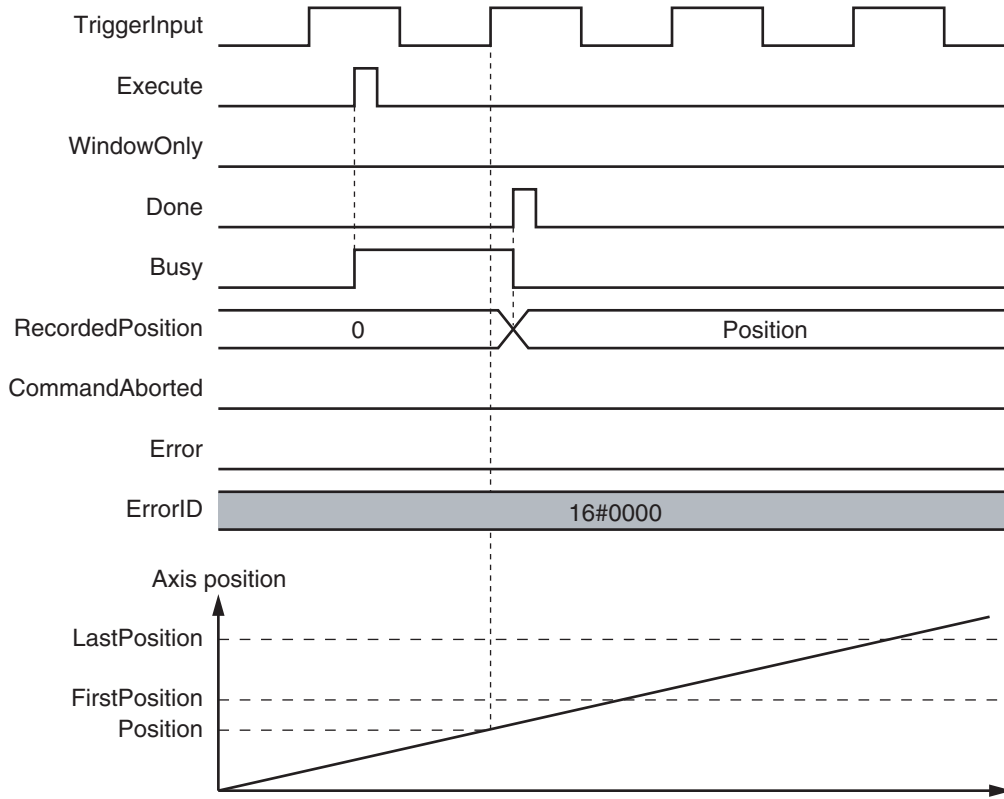 TriggerInput
Execute
WindowOnly
Done
Busy
RecordedPosition
0
Position
CommandAborted
Error
ErrorID
16#0000
Axis position
LastPosition
FirstPosition
Position